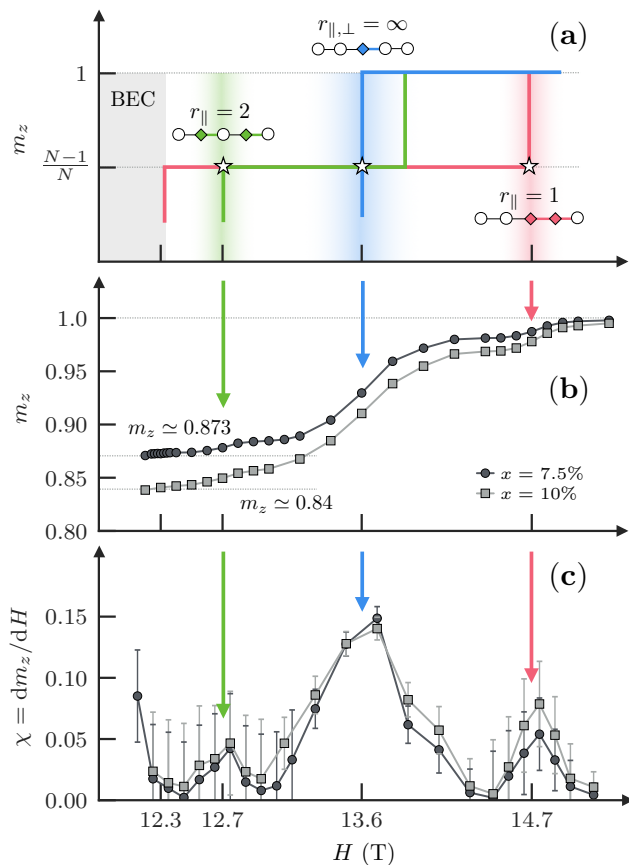 (a)
r∥,⊥ = ∞
1
BEC
r∥ = 2
m_z
N−1
N
r∥ = 1
(b)
1.0
0.95
m_z
0.90
m_z ≃ 0.873
0.85
x = 7.5%
x = 10%
m_z ≃ 0.84
0.80
(c)
0.15
χ = dm_z/dH
0.10
0.05
0.00
12.3 12.7 13.6 14.7
H (T)